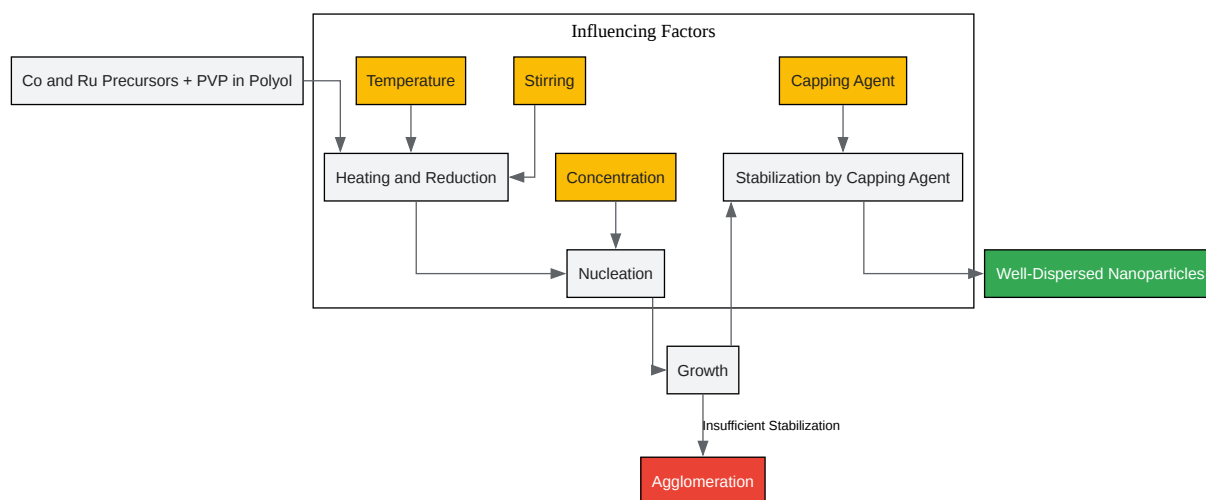 Influencing Factors
Co and Ru Precursors + PVP in Polyol
Temperature
Stirring
Capping Agent
Heating and Reduction
Concentration
Stabilization by Capping Agent
Nucleation
Well-Dispersed Nanoparticles
Growth
Insufficient Stabilization
Agglomeration